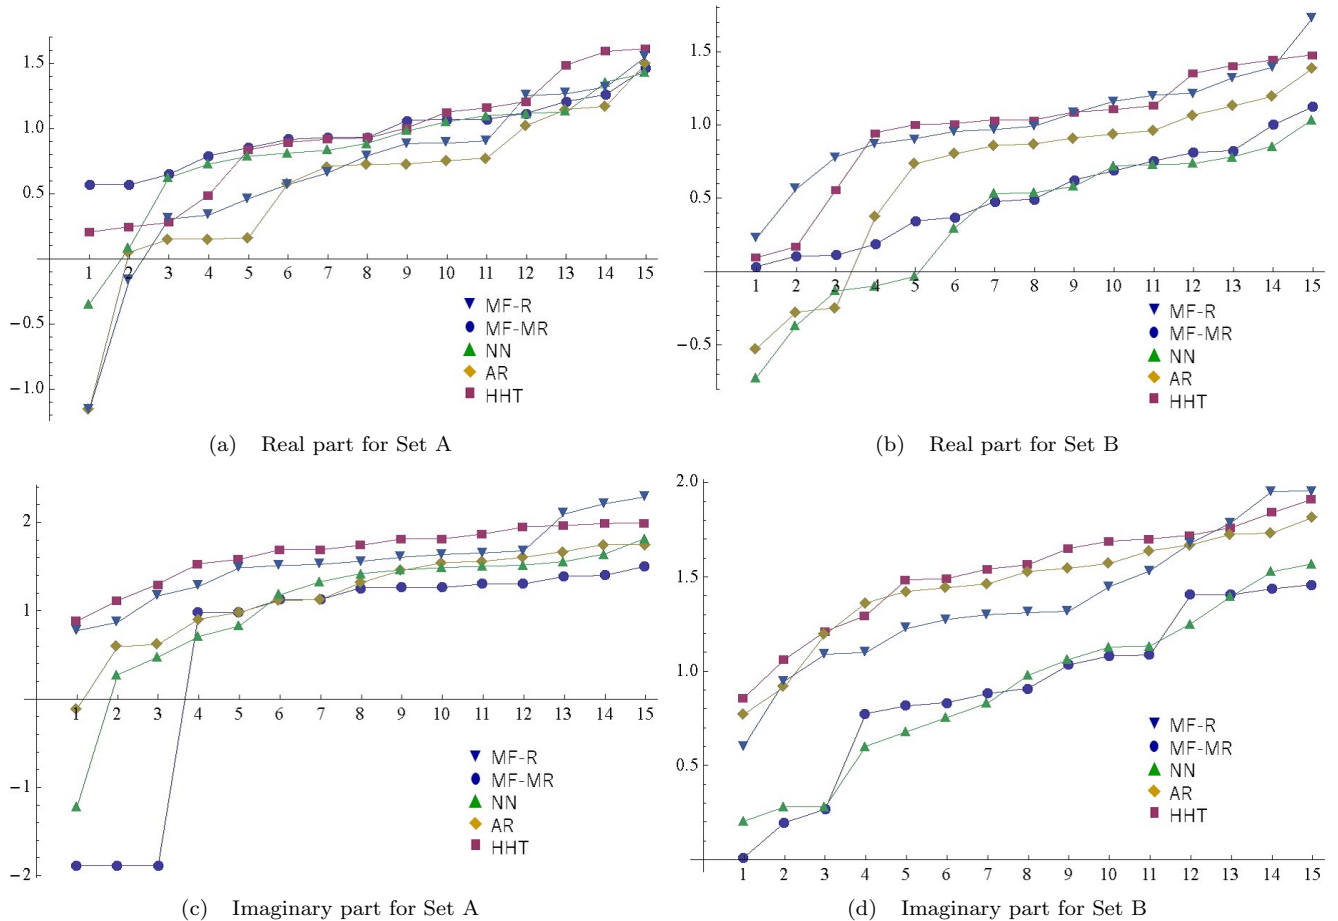 1.5
1.0
0.5
−0.5
−1.0
1 2 3 4 5 6 7 8 9 10 11 12 13 14 15
MF-R
MF-MR
NN
AR
HHT
(a) Real part for Set A
1.5
1.0
0.5
−0.5
1 2 3 4 5 6 7 8 9 10 11 12 13 14 15
MF-R
MF-MR
NN
AR
HHT
(b) Real part for Set B
2
1
−1
−2
1 2 3 4 5 6 7 8 9 10 11 12 13 14 15
MF-R
MF-MR
NN
AR
HHT
(c) Imaginary part for Set A
2.0
1.5
1.0
0.5
1 2 3 4 5 6 7 8 9 10 11 12 13 14 15
MF-R
MF-MR
NN
AR
HHT
(d) Imaginary part for Set B